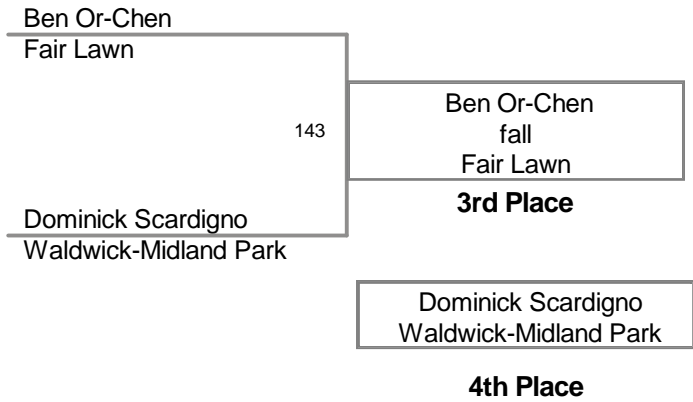 Ben Or-Chen
Fair Lawn
143
Ben Or-Chen
fall
Fair Lawn
3rd Place
Dominick Scardigno
Waldwick-Midland Park
Dominick Scardigno
Waldwick-Midland Park
4th Place